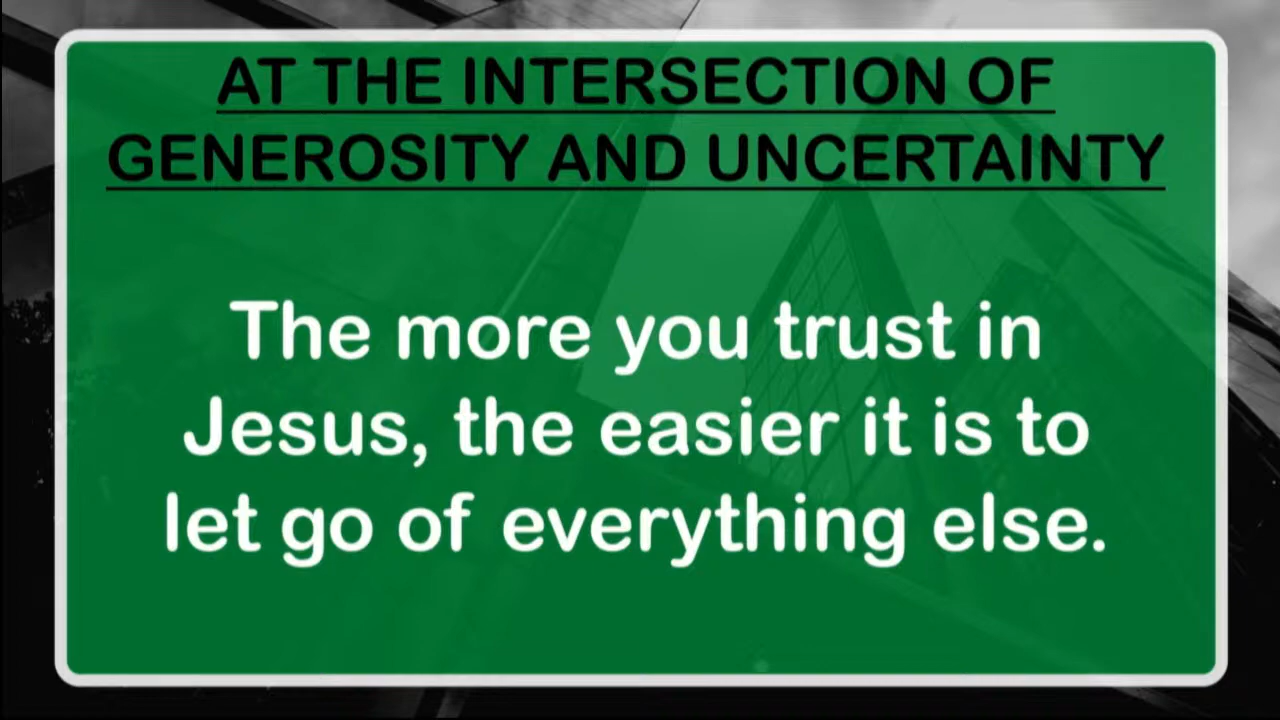 AT THE INTERSECTION OF
GENEROSITY AND UNCERTAINTY
The more you trust in
Jesus, the easier it is to
let go of everything else.